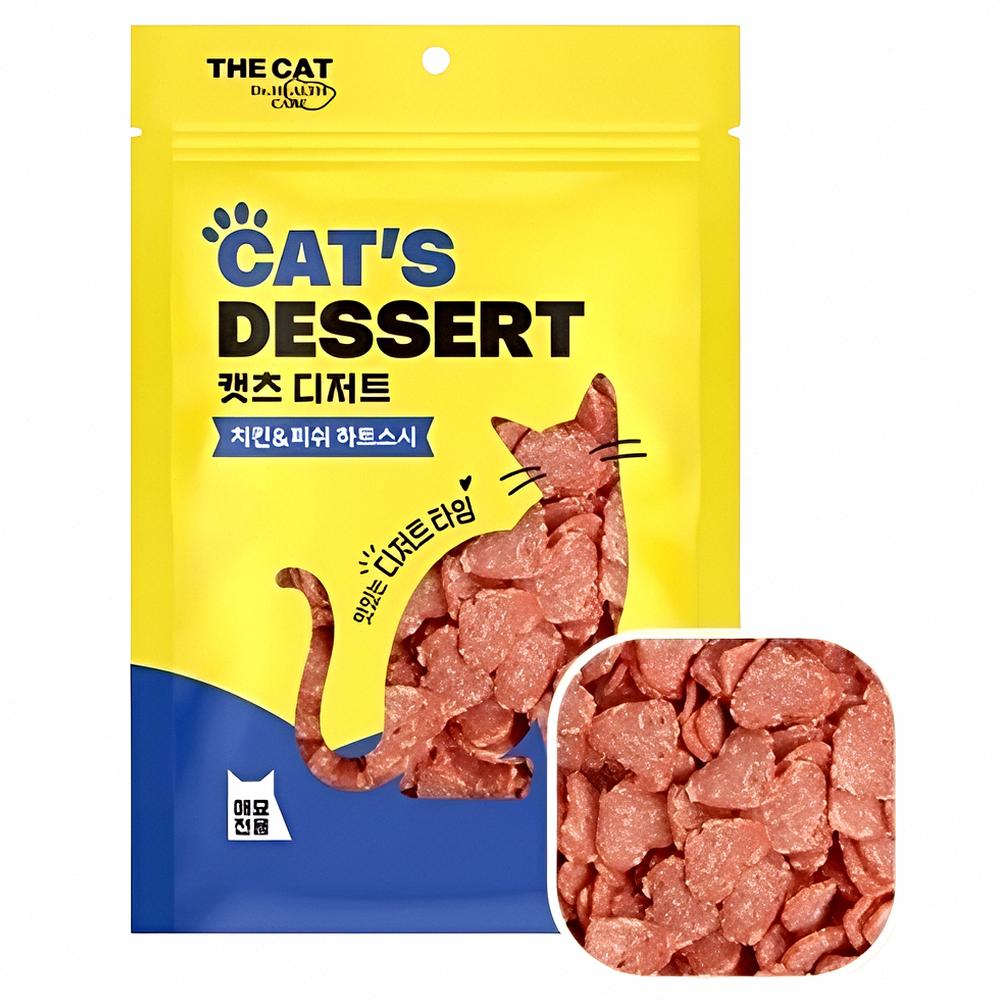 THE CAT
Dr.HEALTH
CARE
CAT'S
DESSERT
캣츠 디저트
치킨&피쉬 하트스시
맛있는 디저트 타임
애묘
전용